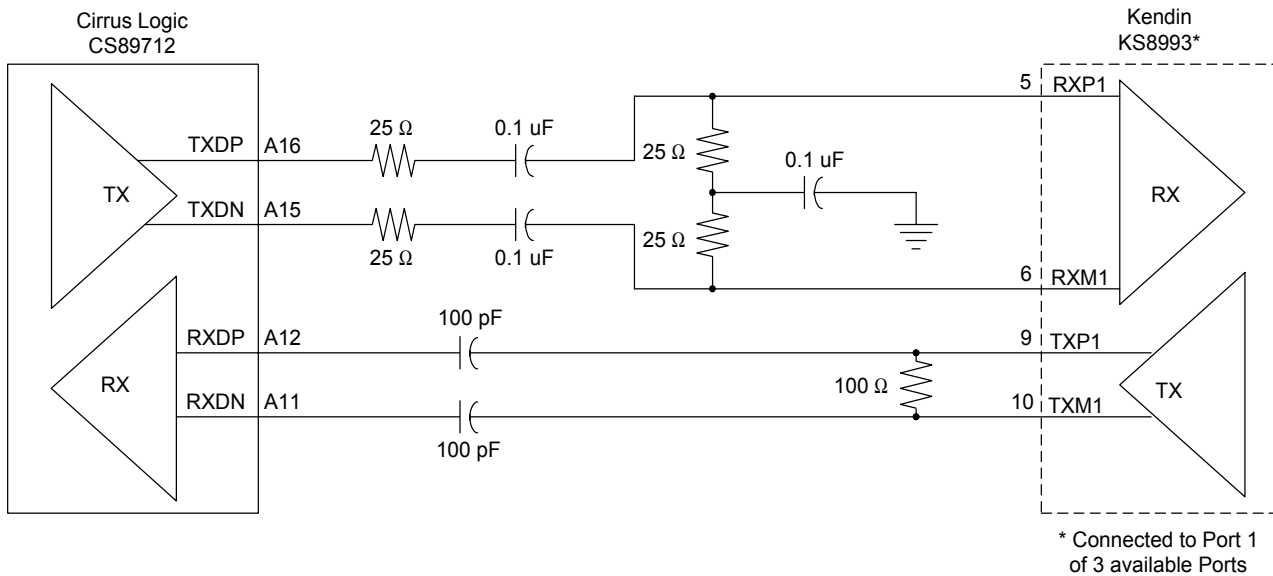 Cirrus Logic
CS89712
Kendin
KS8993*
TX
TXDP
A16
25 Ω
0.1 uF
TXDN
A15
25 Ω
0.1 uF
25 Ω
25 Ω
0.1 uF
5
RXP1
6
RXM1
RX
RX
RXDP
A12
100 pF
RXDN
A11
100 pF
100 Ω
9
TXP1
10
TXM1
TX
* Connected to Port 1
of 3 available Ports